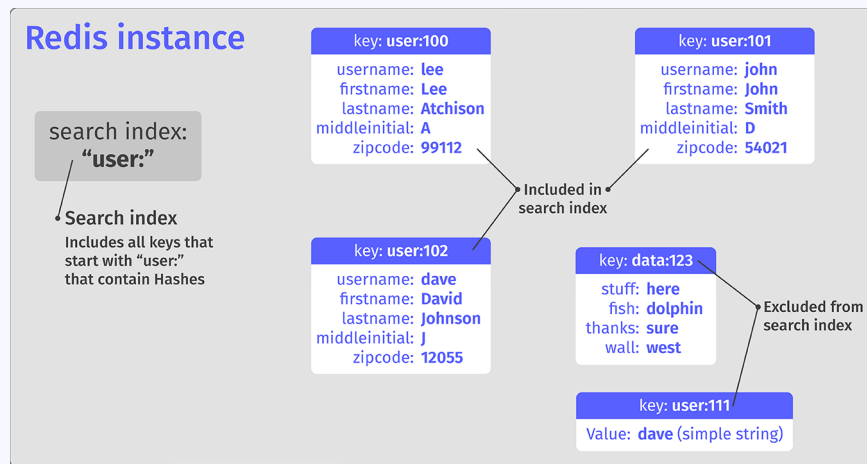 Redis instance
search index:
“user:”
Search index
Includes all keys that
start with “user:”
that contain Hashes
key: user:100
username: lee
firstname: Lee
lastname: Atchison
middleinitial: A
zipcode: 99112
key: user:101
username: john
firstname: John
lastname: Smith
middleinitial: D
zipcode: 54021
Included in
search index
key: user:102
username: dave
firstname: David
lastname: Johnson
middleinitial: J
zipcode: 12055
key: data:123
stuff: here
fish: dolphin
thanks: sure
wall: west
Excluded from
search index
key: user:111
Value: dave (simple string)